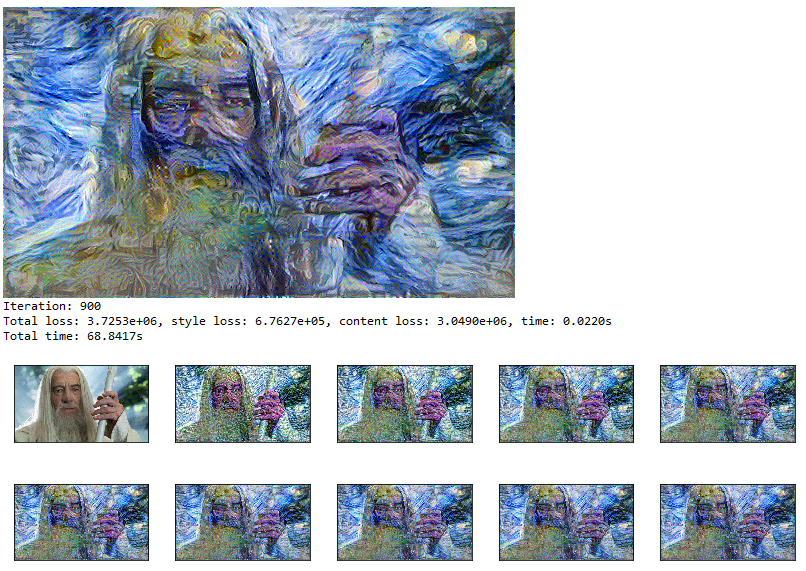 Iteration: 900
Total loss: 3.7253e+06, style loss: 6.7627e+05, content loss: 3.0490e+06, time: 0.0220s
Total time: 68.8417s